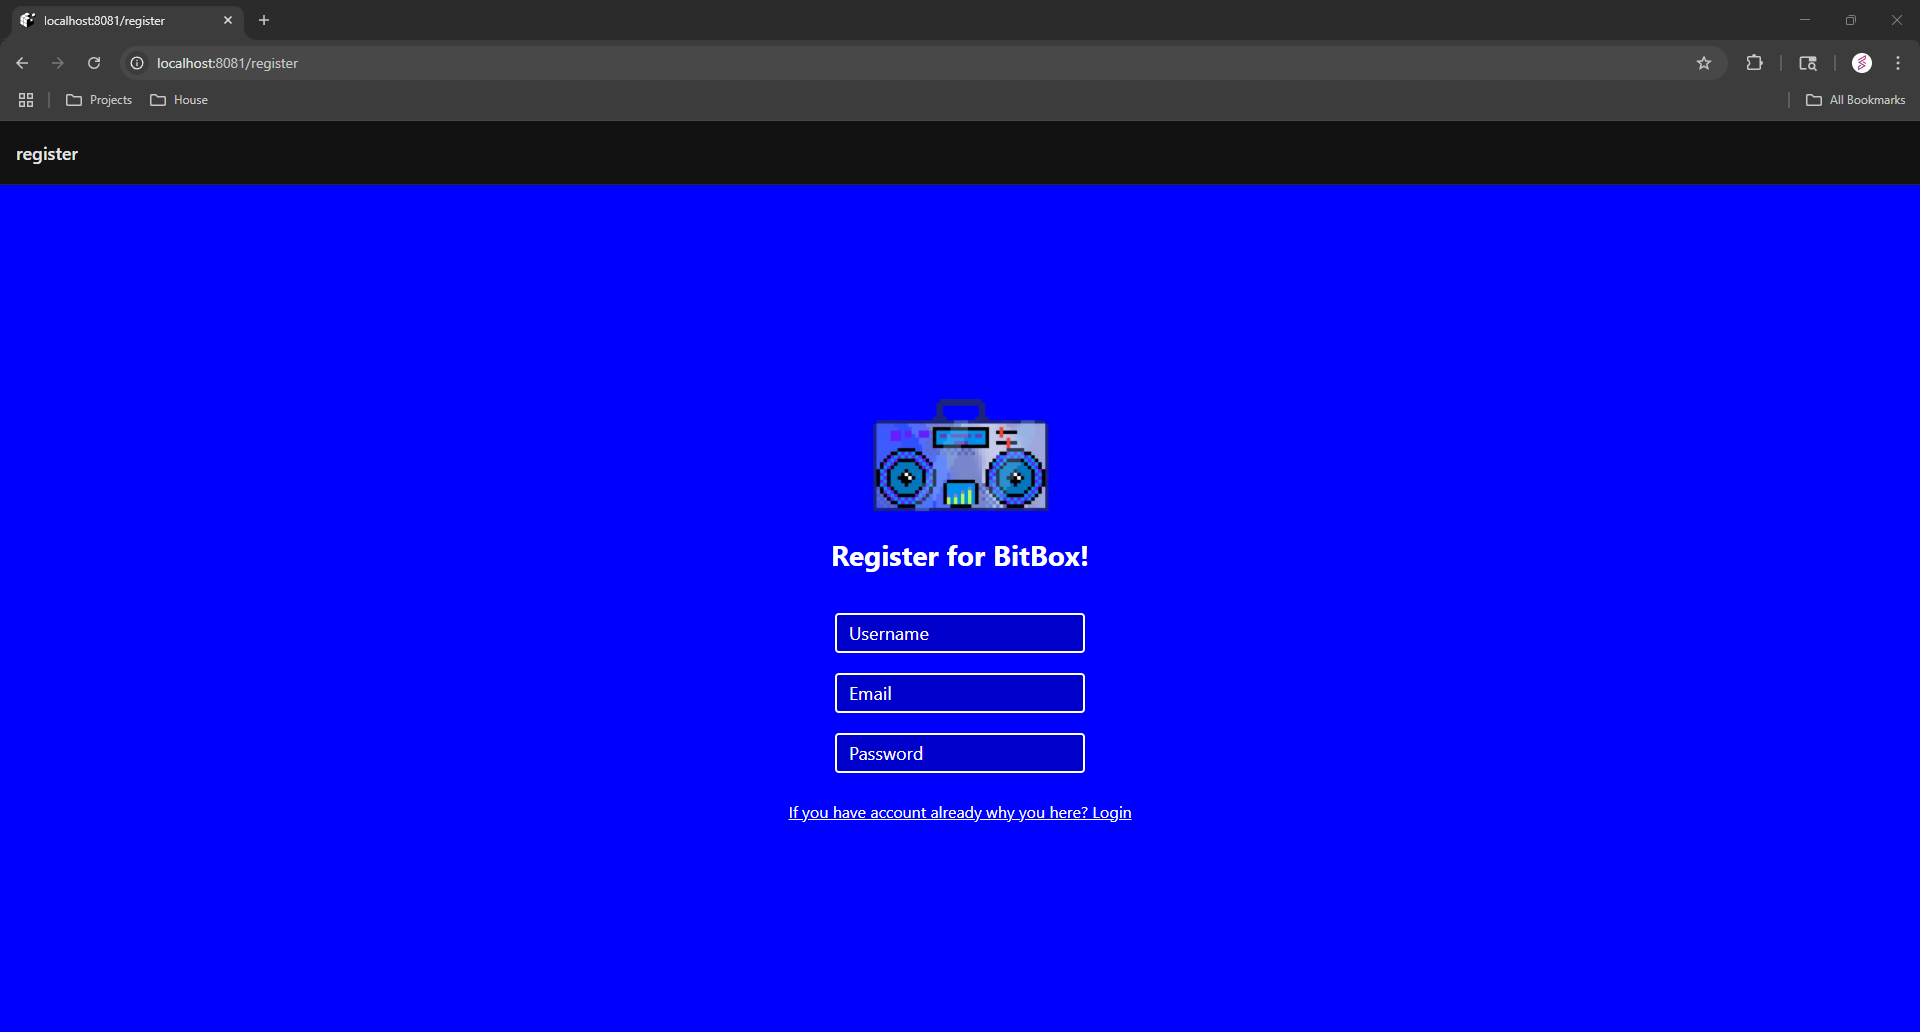 localhost:8081/register
localhost:8081/register
Projects
House
All Bookmarks
register
Register for BitBox!
Username
Email
Password
If you have account already why you here? Login